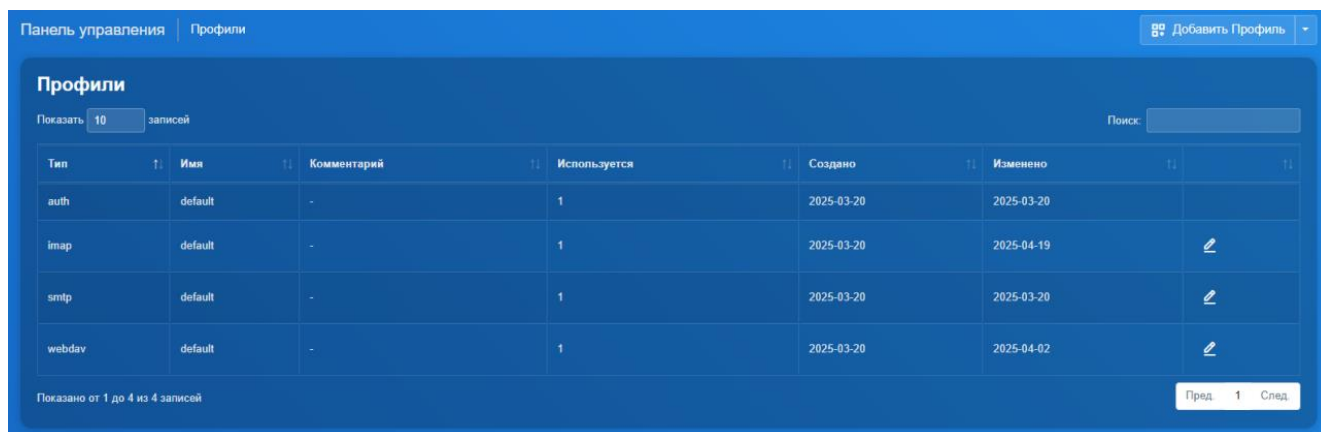 Панель управления Профили Добавить Профиль
Профили
Показать 10 записей Поиск:
Тип Имя Комментарий Используется Создано Изменено
auth default - 1 2025-03-20 2025-03-20
imap default - 1 2025-03-20 2025-04-19
smtp default - 1 2025-03-20 2025-03-20
webdav default - 1 2025-03-20 2025-04-02
Показано от 1 до 4 из 4 записей Пред. 1 След.